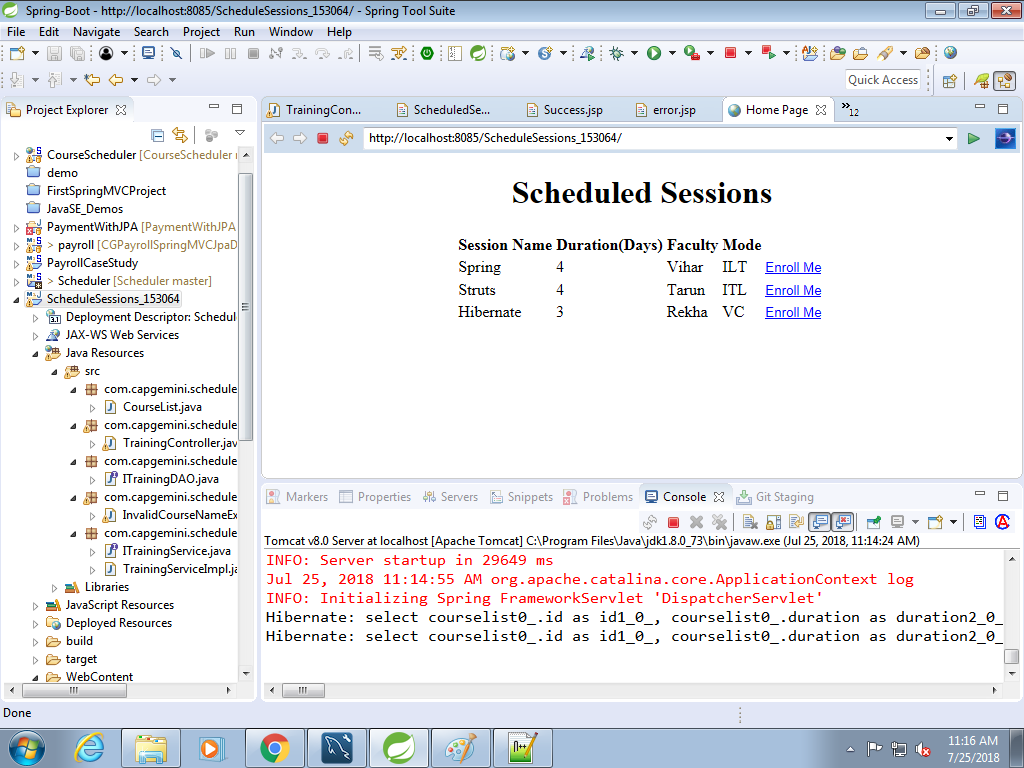 Spring-Boot - http://localhost:8085/ScheduleSessions_153064/ - Spring Tool Suite
File Edit Navigate Search Project Run Window Help
Quick Access
Project Explorer
CourseScheduler [CourseScheduler
demo
FirstSpringMVCProject
JavaSE_Demos
PaymentWithJPA [PaymentWithJPA
> payroll [CGPayrollSpringMVCJpaD
PayrollCaseStudy
> Scheduler [Scheduler master]
ScheduleSessions_153064
Deployment Descriptor: Schedul
JAX-WS Web Services
Java Resources
src
com.capgemini.schedule
CourseList.java
com.capgemini.schedule
TrainingController.jav
com.capgemini.schedule
ITrainingDAO.java
com.capgemini.schedule
InvalidCourseNameEx
com.capgemini.schedule
ITrainingService.java
TrainingServiceImpl.ja
Libraries
JavaScript Resources
Deployed Resources
build
target
WebContent
TrainingCon... ScheduledSe... Success.jsp error.jsp Home Page »12
http://localhost:8085/ScheduleSessions_153064/
Scheduled Sessions
Session Name Duration(Days) Faculty Mode
Spring 4 Vihar ILT Enroll Me
Struts 4 Tarun ITL Enroll Me
Hibernate 3 Rekha VC Enroll Me
Markers Properties Servers Snippets Problems Console Git Staging
Tomcat v8.0 Server at localhost [Apache Tomcat] C:\Program Files\Java\jdk1.8.0_73\bin\javaw.exe (Jul 25, 2018, 11:14:24 AM)
INFO: Server startup in 29649 ms
Jul 25, 2018 11:14:55 AM org.apache.catalina.core.ApplicationContext log
INFO: Initializing Spring FrameworkServlet 'DispatcherServlet'
Hibernate: select courselist0_.id as id1_0_, courselist0_.duration as duration2_0_
Hibernate: select courselist0_.id as id1_0_, courselist0_.duration as duration2_0_
Done
11:16 AM
7/25/2018